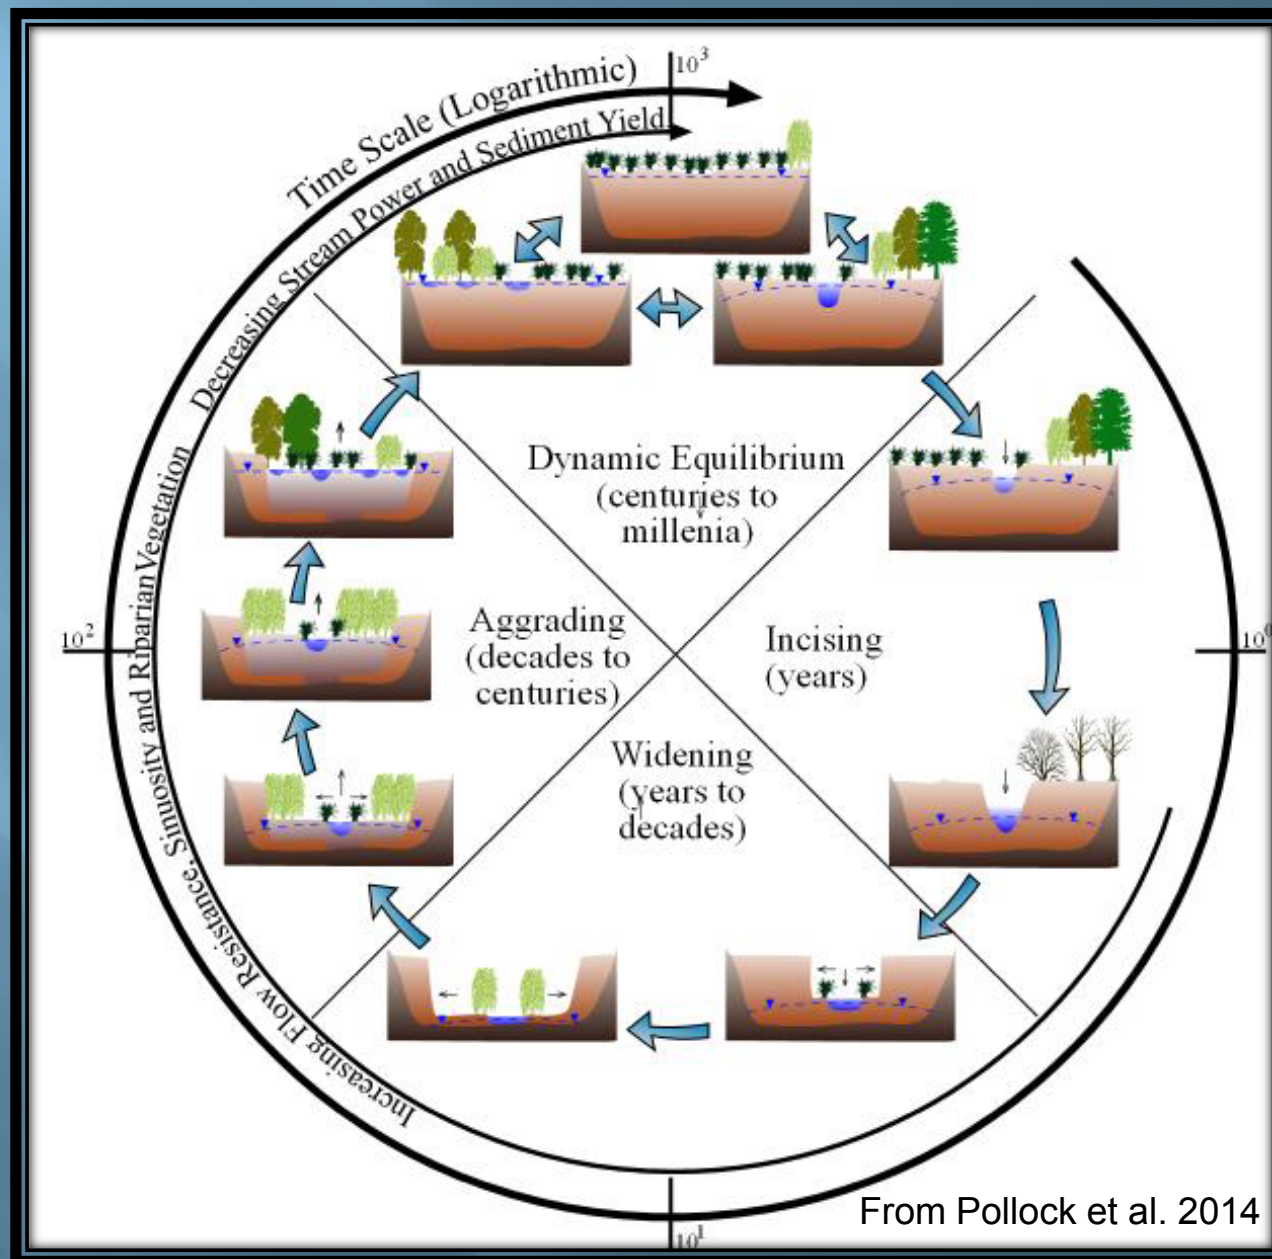 10³
Time Scale (Logarithmic)
Decreasing Stream Power and Sediment Yield
Dynamic Equilibrium
(centuries to
millenia)
Aggrading
(decades to
centuries)
Incising
(years)
10²
10⁰
Widening
(years to
decades)
Increasing Flow Resistance, Sinuosity and Riparian Vegetation
From Pollock et al. 2014
10¹